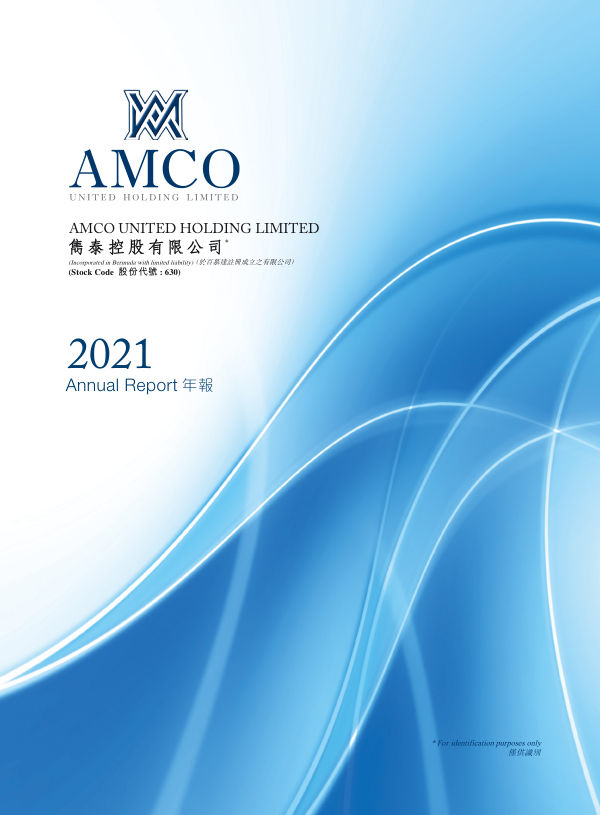 AMCO
UNITED HOLDING LIMITED
AMCO UNITED HOLDING LIMITED
雋泰控股有限公司*
(Incorporated in Bermuda with limited liability) (於百慕達註冊成立之有限公司)
(Stock Code 股份代號 : 630)
2021
Annual Report 年報
* For identification purposes only
僅供識別